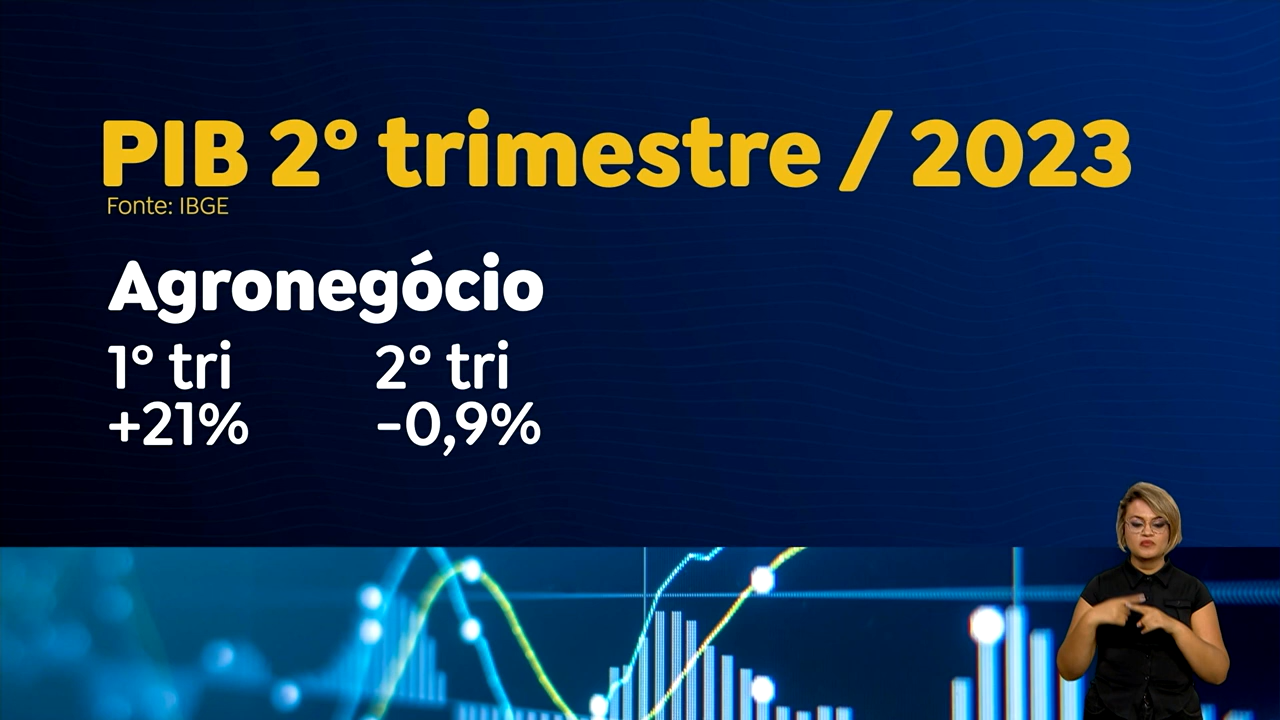 PIB 2° trimestre / 2023
Fonte: IBGE
Agronegócio
1° tri 2° tri
+21% -0,9%